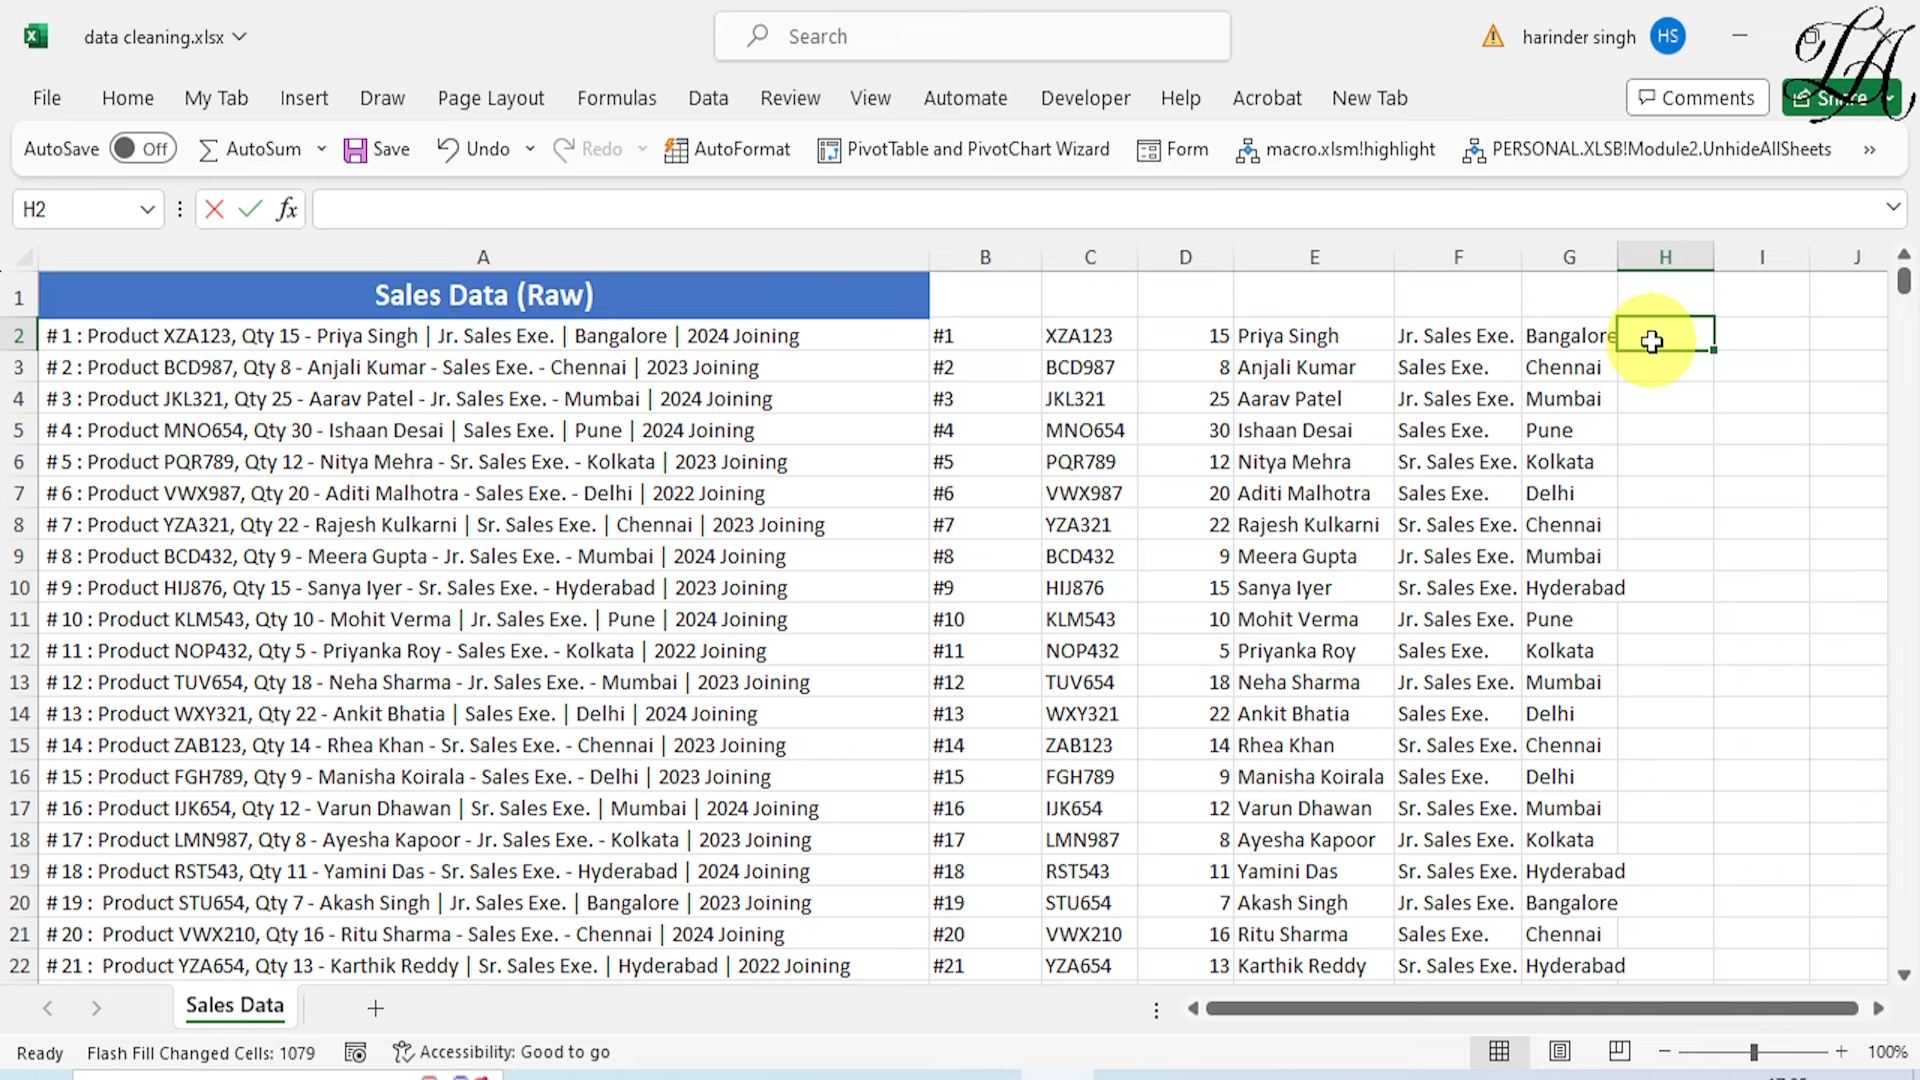 data cleaning.xlsx
Search
harinder singh HS
LA
File Home My Tab Insert Draw Page Layout Formulas Data Review View Automate Developer Help Acrobat New Tab Comments Share
AutoSave Off AutoSum Save Undo Redo AutoFormat PivotTable and PivotChart Wizard Form macro.xlsm!highlight PERSONAL.XLSB!Module2.UnhideAllSheets »
H2 fx
A B C D E F G H I J
1 Sales Data (Raw)
2 # 1 : Product XZA123, Qty 15 - Priya Singh | Jr. Sales Exe. | Bangalore | 2024 Joining #1 XZA123 15 Priya Singh Jr. Sales Exe. Bangalore
3 # 2 : Product BCD987, Qty 8 - Anjali Kumar - Sales Exe. - Chennai | 2023 Joining #2 BCD987 8 Anjali Kumar Sales Exe. Chennai
4 # 3 : Product JKL321, Qty 25 - Aarav Patel - Jr. Sales Exe. - Mumbai | 2024 Joining #3 JKL321 25 Aarav Patel Jr. Sales Exe. Mumbai
5 # 4 : Product MNO654, Qty 30 - Ishaan Desai | Sales Exe. | Pune | 2024 Joining #4 MNO654 30 Ishaan Desai Sales Exe. Pune
6 # 5 : Product PQR789, Qty 12 - Nitya Mehra - Sr. Sales Exe. - Kolkata | 2023 Joining #5 PQR789 12 Nitya Mehra Sr. Sales Exe. Kolkata
7 # 6 : Product VWX987, Qty 20 - Aditi Malhotra - Sales Exe. - Delhi | 2022 Joining #6 VWX987 20 Aditi Malhotra Sales Exe. Delhi
8 # 7 : Product YZA321, Qty 22 - Rajesh Kulkarni | Sr. Sales Exe. | Chennai | 2023 Joining #7 YZA321 22 Rajesh Kulkarni Sr. Sales Exe. Chennai
9 # 8 : Product BCD432, Qty 9 - Meera Gupta - Jr. Sales Exe. - Mumbai | 2024 Joining #8 BCD432 9 Meera Gupta Jr. Sales Exe. Mumbai
10 # 9 : Product HIJ876, Qty 15 - Sanya Iyer - Sr. Sales Exe. - Hyderabad | 2023 Joining #9 HIJ876 15 Sanya Iyer Sr. Sales Exe. Hyderabad
11 # 10 : Product KLM543, Qty 10 - Mohit Verma | Jr. Sales Exe. | Pune | 2024 Joining #10 KLM543 10 Mohit Verma Jr. Sales Exe. Pune
12 # 11 : Product NOP432, Qty 5 - Priyanka Roy - Sales Exe. - Kolkata | 2022 Joining #11 NOP432 5 Priyanka Roy Sales Exe. Kolkata
13 # 12 : Product TUV654, Qty 18 - Neha Sharma - Jr. Sales Exe. - Mumbai | 2023 Joining #12 TUV654 18 Neha Sharma Jr. Sales Exe. Mumbai
14 # 13 : Product WXY321, Qty 22 - Ankit Bhatia | Sales Exe. | Delhi | 2024 Joining #13 WXY321 22 Ankit Bhatia Sales Exe. Delhi
15 # 14 : Product ZAB123, Qty 14 - Rhea Khan - Sr. Sales Exe. - Chennai | 2023 Joining #14 ZAB123 14 Rhea Khan Sr. Sales Exe. Chennai
16 # 15 : Product FGH789, Qty 9 - Manisha Koirala - Sales Exe. - Delhi | 2023 Joining #15 FGH789 9 Manisha Koirala Sales Exe. Delhi
17 # 16 : Product IJK654, Qty 12 - Varun Dhawan | Sr. Sales Exe. | Mumbai | 2024 Joining #16 IJK654 12 Varun Dhawan Sr. Sales Exe. Mumbai
18 # 17 : Product LMN987, Qty 8 - Ayesha Kapoor - Jr. Sales Exe. - Kolkata | 2023 Joining #17 LMN987 8 Ayesha Kapoor Jr. Sales Exe. Kolkata
19 # 18 : Product RST543, Qty 11 - Yamini Das - Sr. Sales Exe. - Hyderabad | 2024 Joining #18 RST543 11 Yamini Das Sr. Sales Exe. Hyderabad
20 # 19 : Product STU654, Qty 7 - Akash Singh | Jr. Sales Exe. | Bangalore | 2023 Joining #19 STU654 7 Akash Singh Jr. Sales Exe. Bangalore
21 # 20 : Product VWX210, Qty 16 - Ritu Sharma - Sales Exe. - Chennai | 2024 Joining #20 VWX210 16 Ritu Sharma Sales Exe. Chennai
22 # 21 : Product YZA654, Qty 13 - Karthik Reddy | Sr. Sales Exe. | Hyderabad | 2022 Joining #21 YZA654 13 Karthik Reddy Sr. Sales Exe. Hyderabad
Sales Data +
Ready Flash Fill Changed Cells: 1079 Accessibility: Good to go 100%